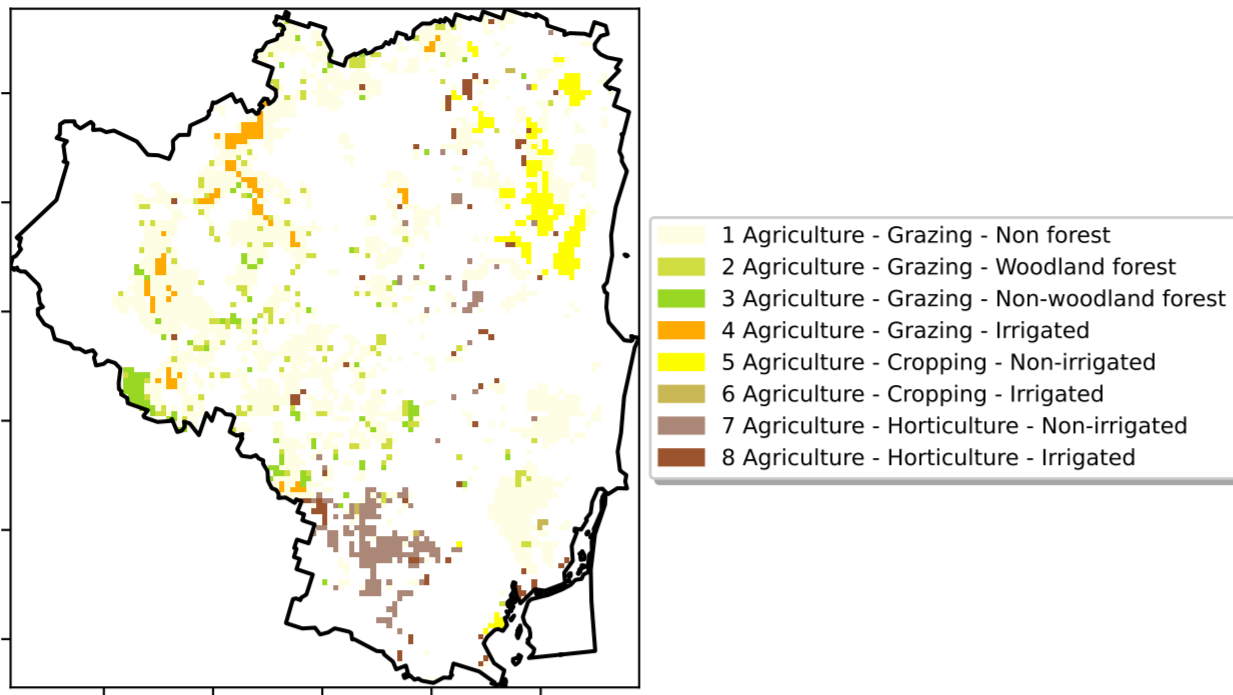 1 Agriculture - Grazing - Non forest
2 Agriculture - Grazing - Woodland forest
3 Agriculture - Grazing - Non-woodland forest
4 Agriculture - Grazing - Irrigated
5 Agriculture - Cropping - Non-irrigated
6 Agriculture - Cropping - Irrigated
7 Agriculture - Horticulture - Non-irrigated
8 Agriculture - Horticulture - Irrigated